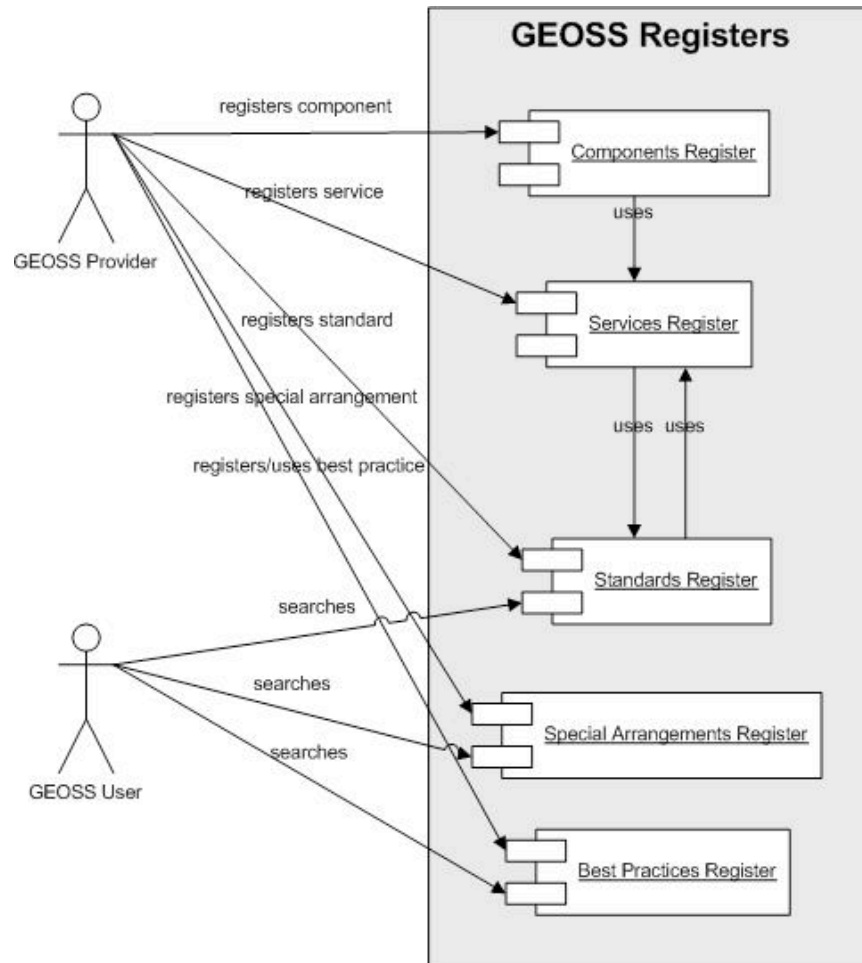 GEOSS Registers
registers component
Components Register
registers service
uses
GEOSS Provider
Services Register
registers standard
registers special arrangement
uses
uses
registers/uses best practice
Standards Register
searches
searches
Special Arrangements Register
searches
GEOSS User
Best Practices Register